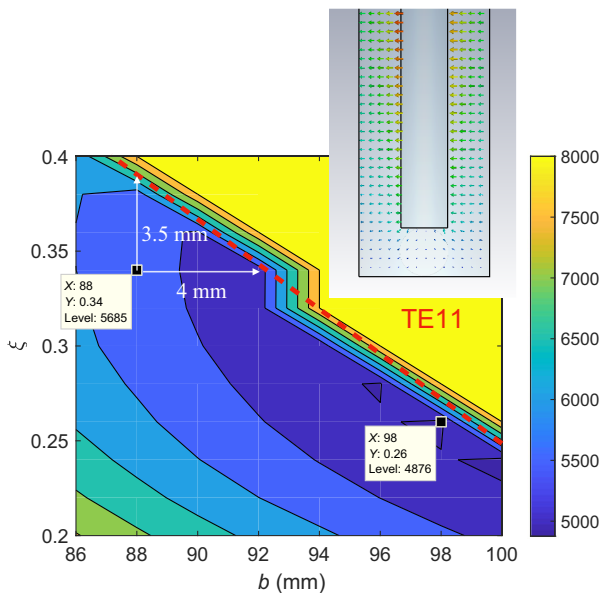 0.4
0.35
0.3
0.25
0.2
ξ
3.5 mm
4 mm
X: 88
Y: 0.34
Level: 5685
TE11
X: 98
Y: 0.26
Level: 4876
86
88
90
92
94
96
98
100
b (mm)
8000
7500
7000
6500
6000
5500
5000